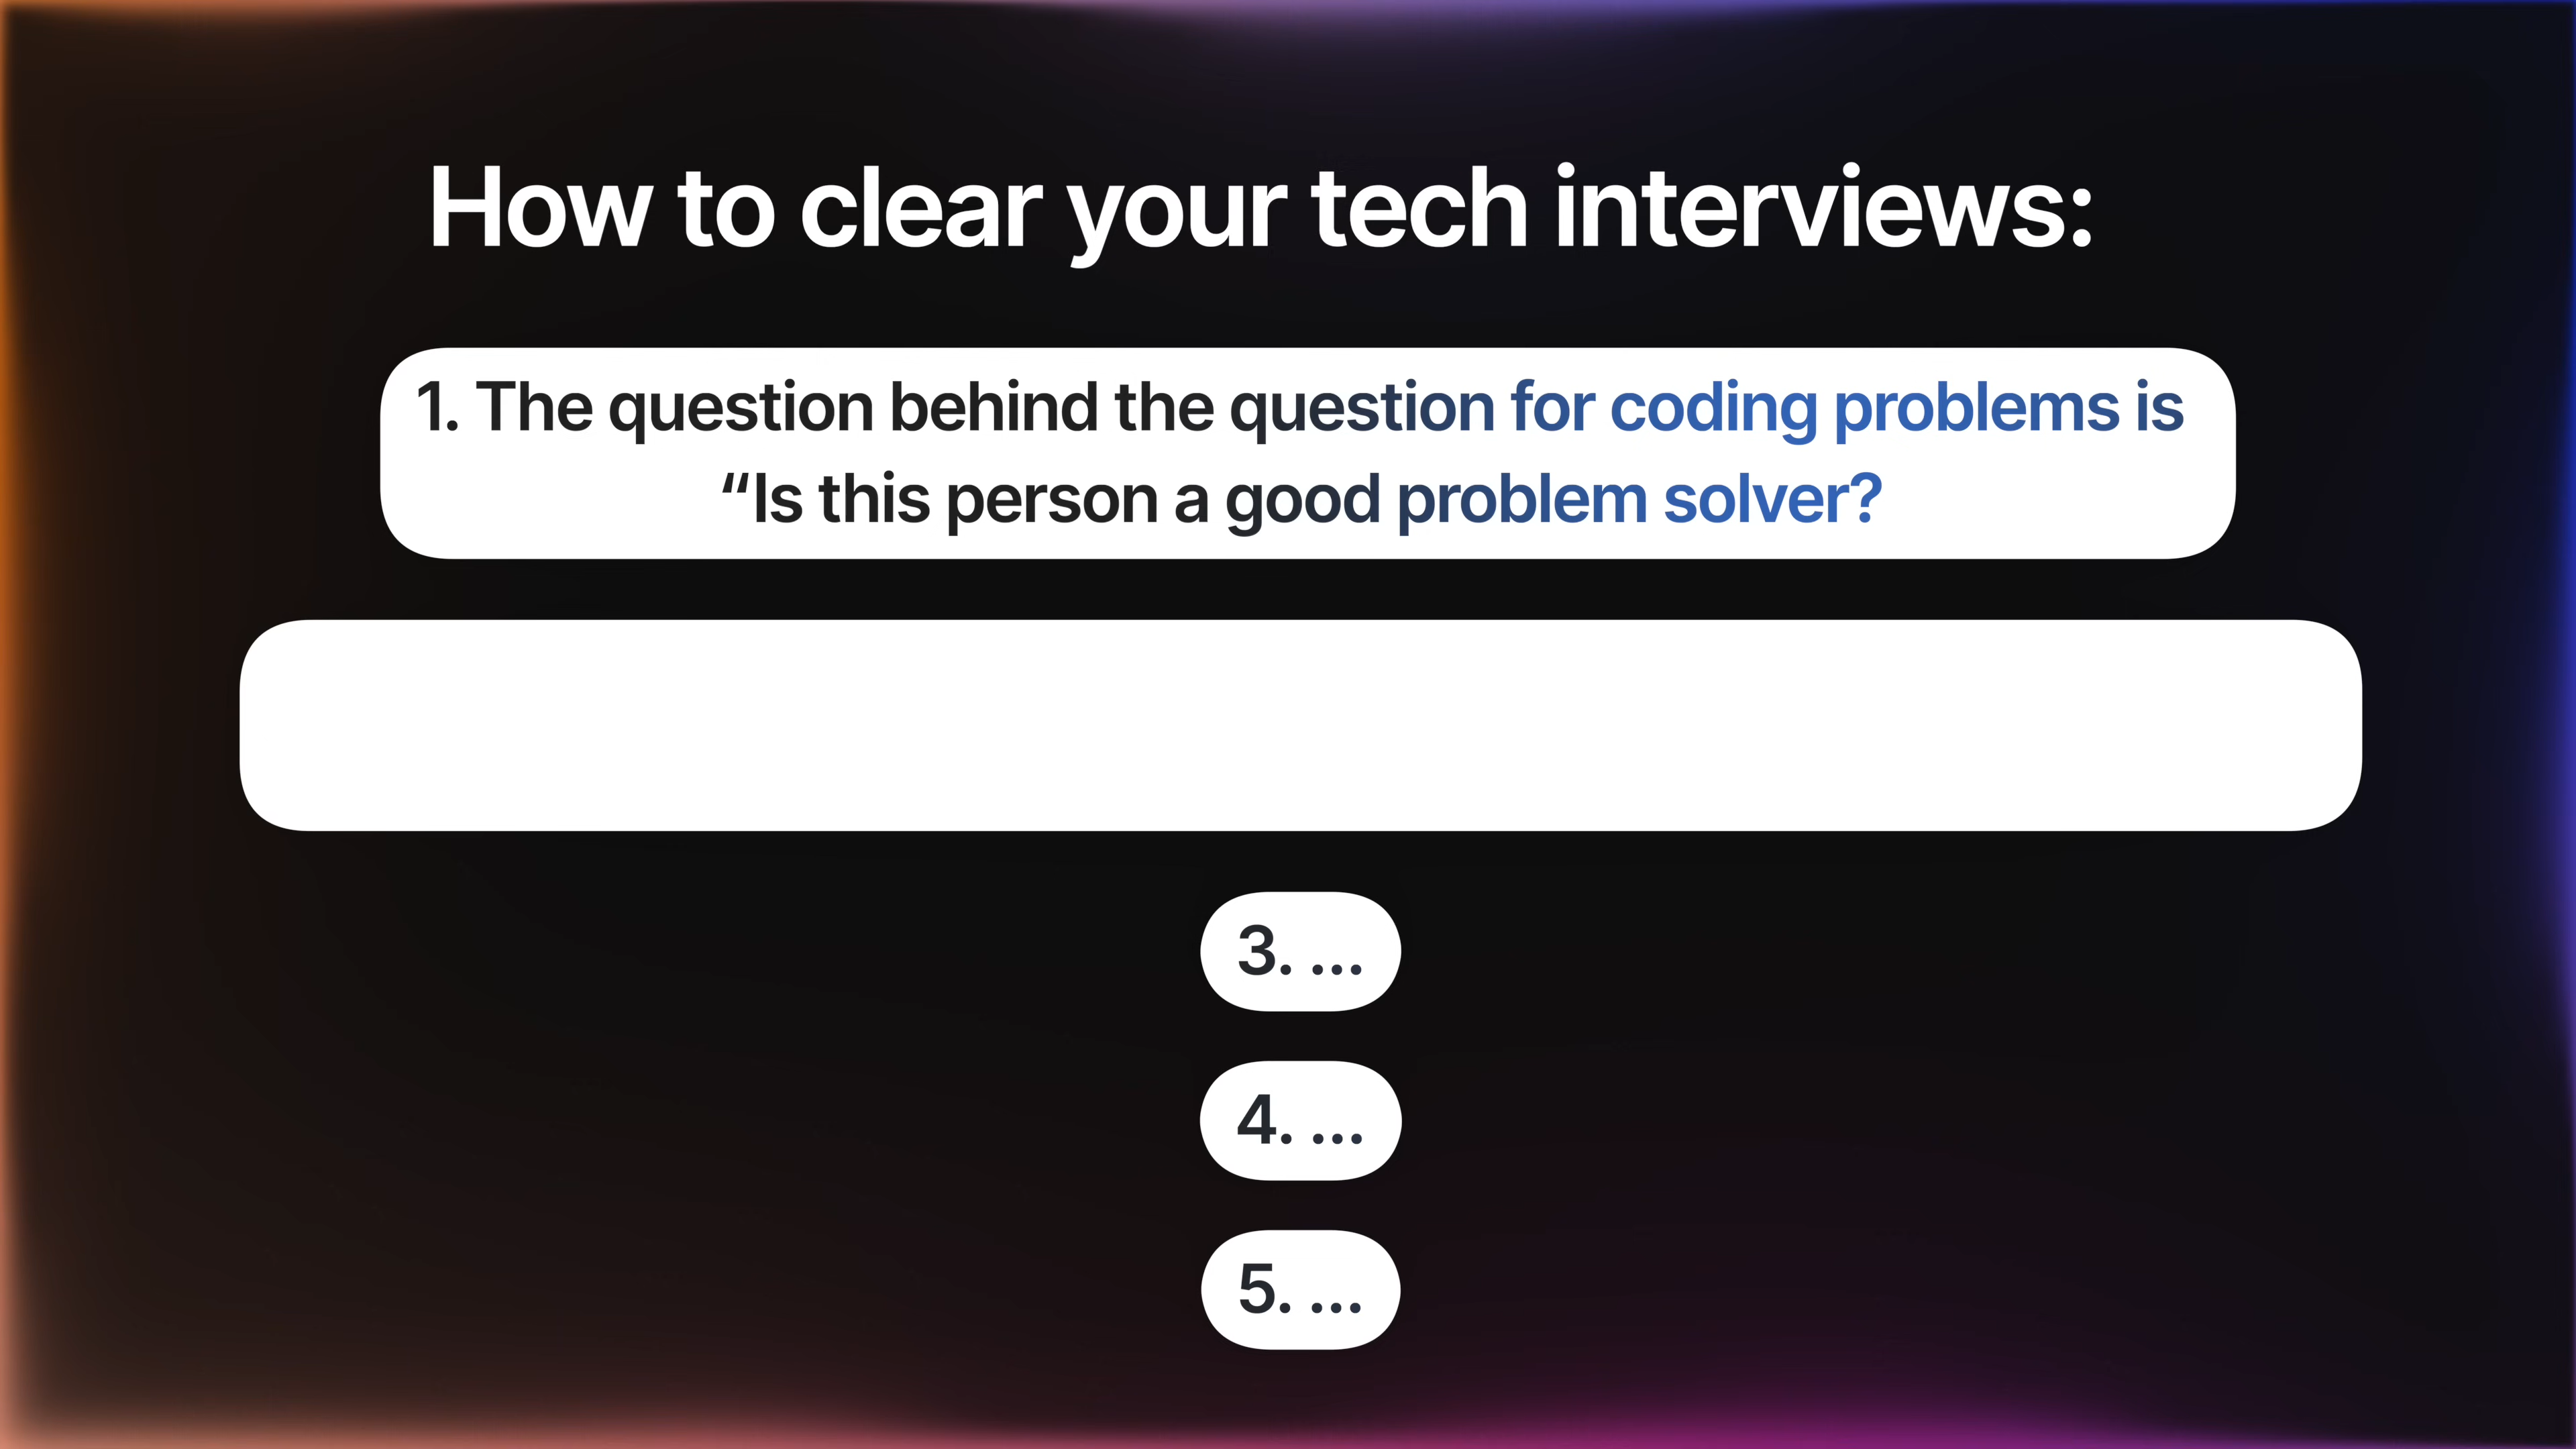 How to clear your tech interviews:
1. The question behind the question for coding problems is
“Is this person a good problem solver?
3. ...
4. ...
5. ...